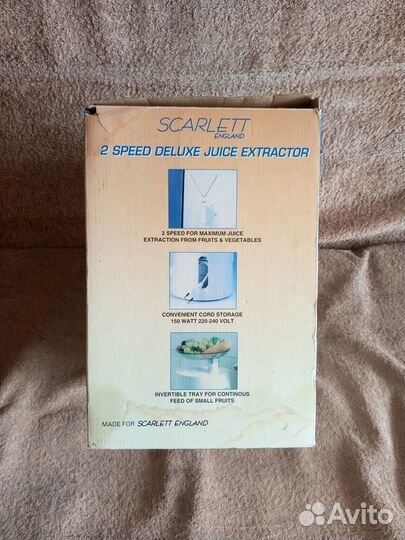 SCARLETT
ENGLAND
2 SPEED DELUXE JUICE EXTRACTOR
2 SPEED FOR MAXIMUM JUICE
EXTRACTION FROM FRUITS & VEGETABLES
CONVENIENT CORD STORAGE
150 WATT 220-240 VOLT
INVERTIBLE TRAY FOR CONTINOUS
FEED OF SMALL FRUITS
MADE FOR SCARLETT ENGLAND
Avito